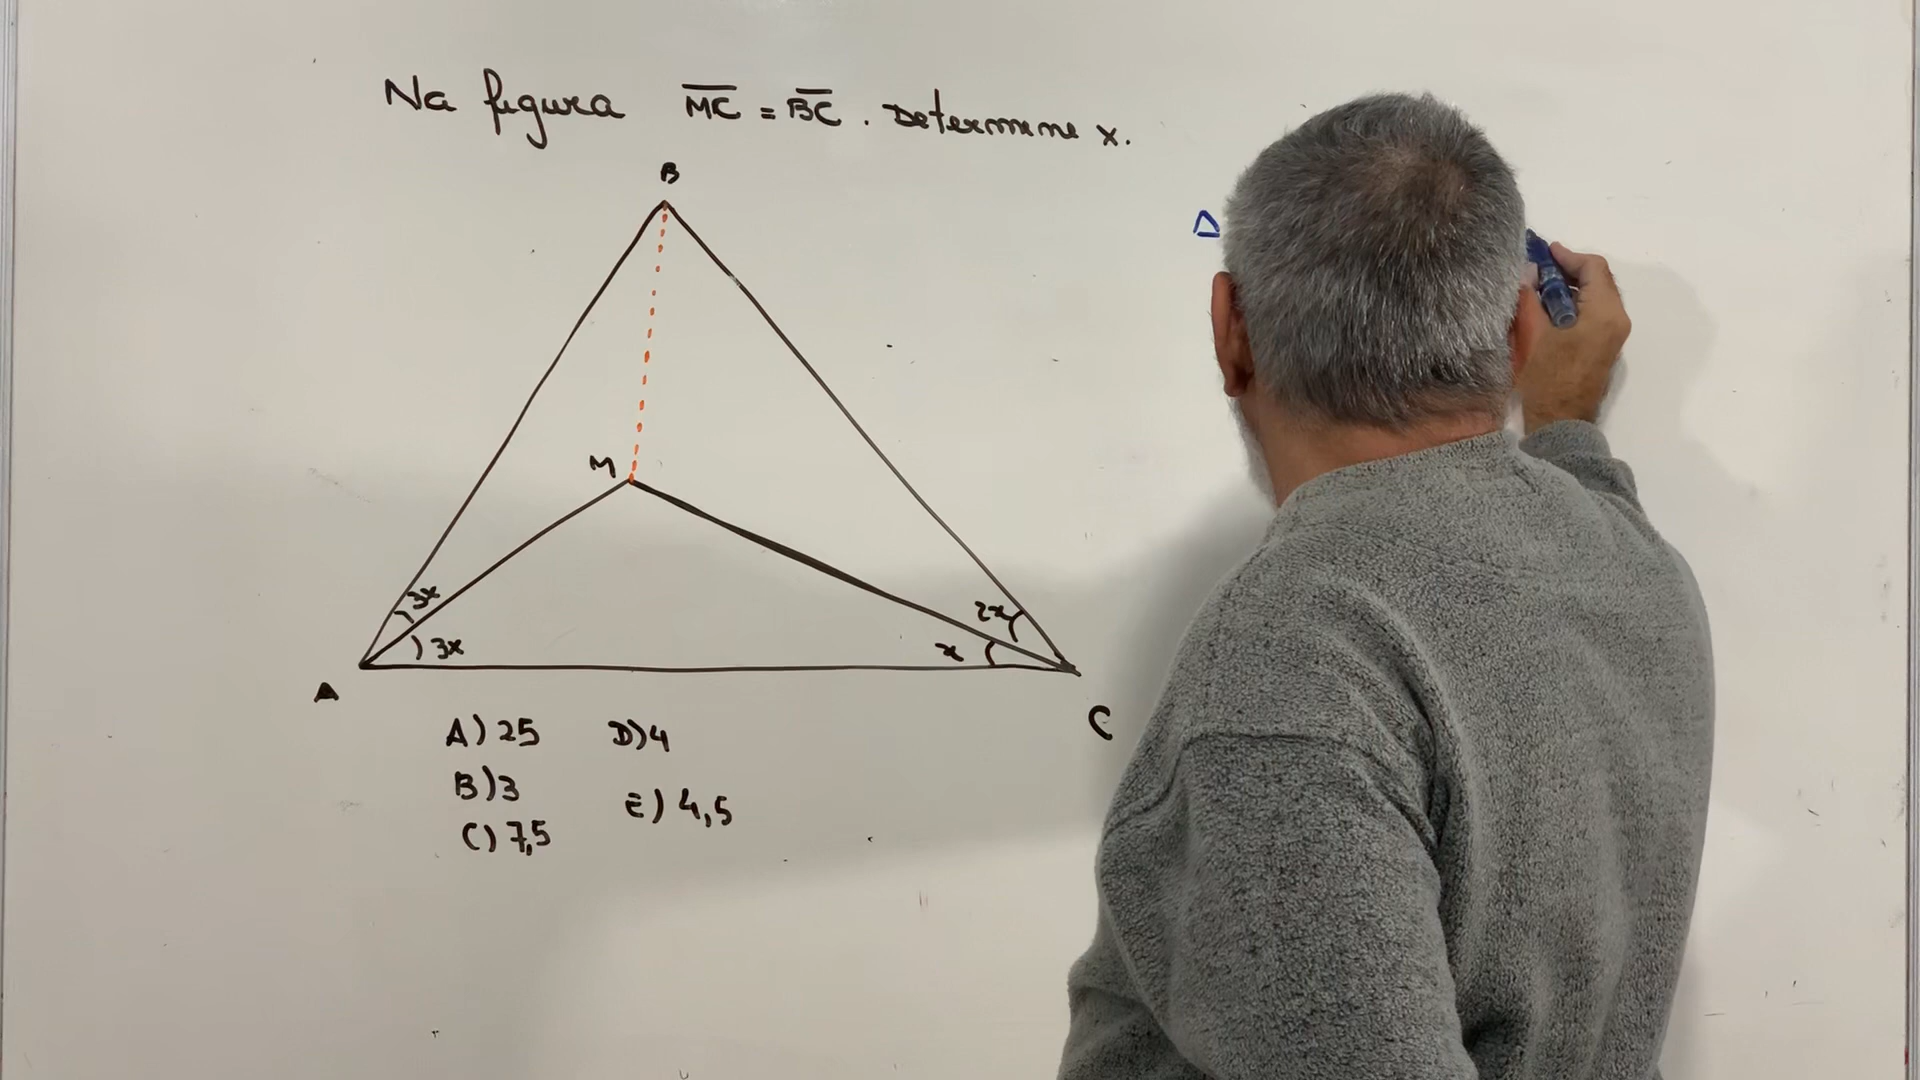 Na figura MC = BC. Determine x.
B
Δ
M
3x
3x
2x
x
A
C
A) 25
D) 4
B) 3
E) 4,5
C) 7,5